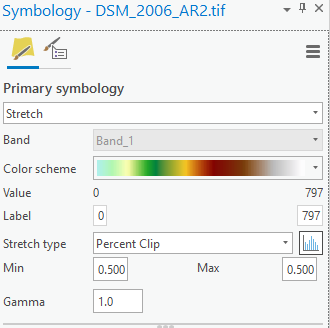 Symbology - DSM_2006_AR2.tif
Primary symbology
Stretch
Band Band_1
Color scheme
Value 0 797
Label 0 797
Stretch type Percent Clip
Min 0.500 Max 0.500
Gamma 1.0